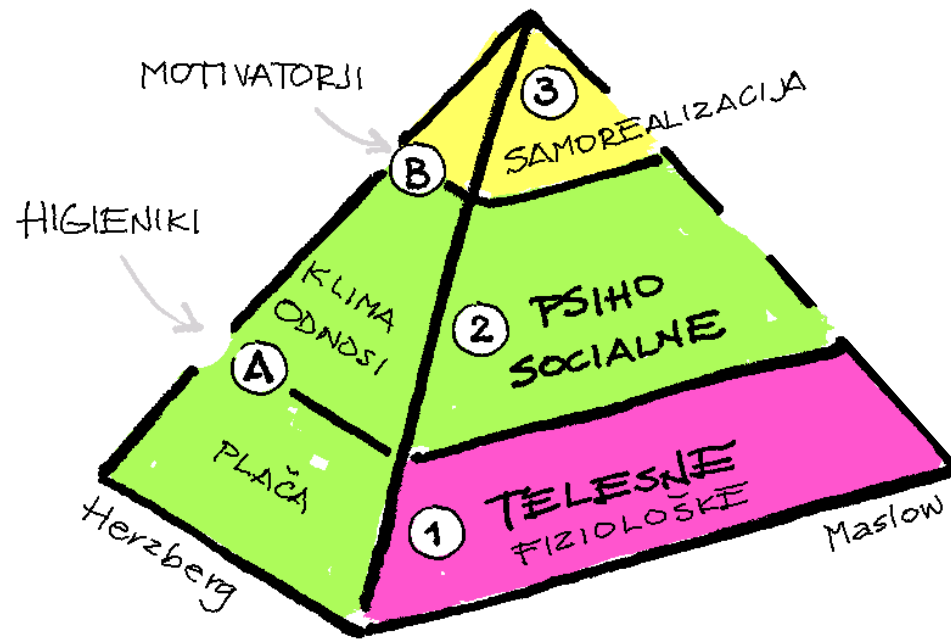 MOTIVATORJI
3
SAMOREALIZACIJA
B
HIGIENIKI
KLIMA
ODNOSI
A
PLAČA
2
PSIHO
SOCIALNE
1
TELESNE
FIZIOLOŠKE
Herzberg
Maslow